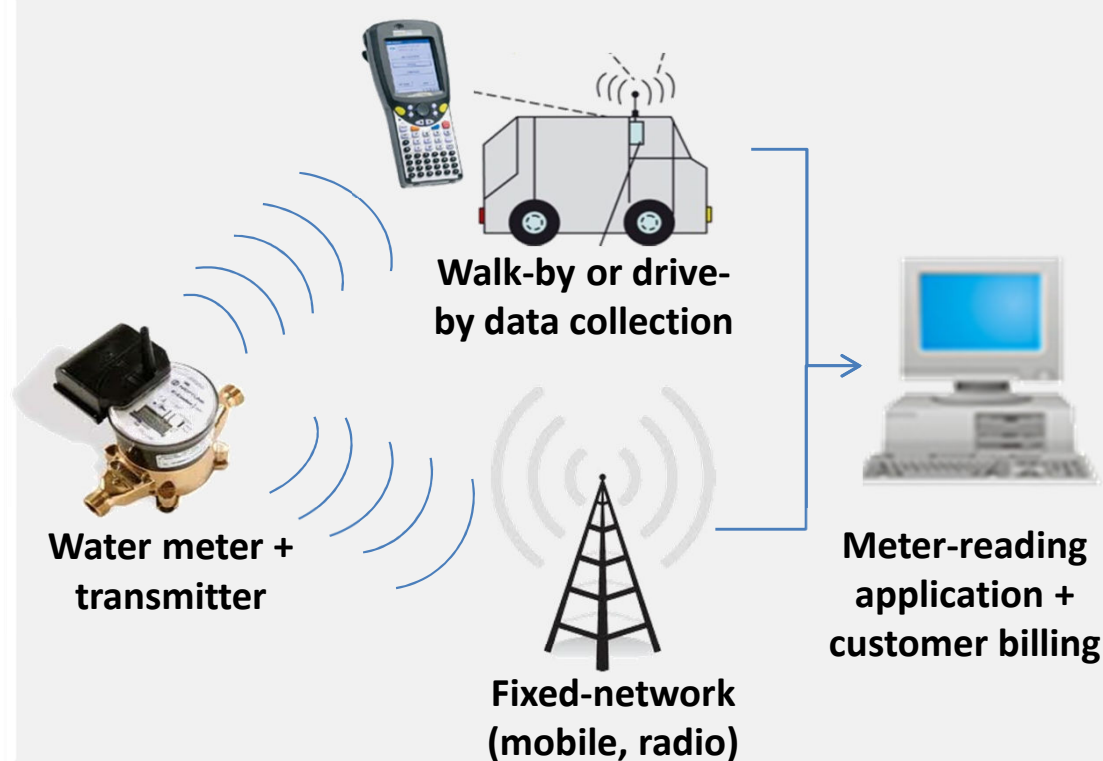 Walk-by or drive-
by data collection
Water meter +
transmitter
Fixed-network
(mobile, radio)
Meter-reading
application +
customer billing